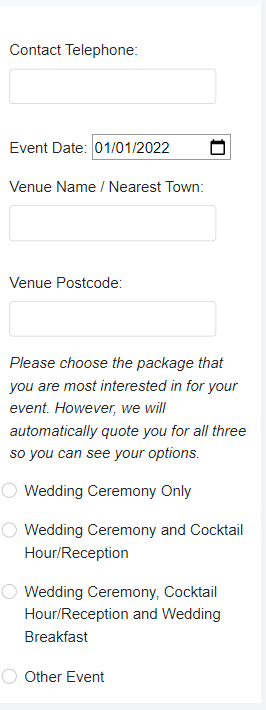 Contact Telephone:
Event Date: 01/01/2022
Venue Name / Nearest Town:
Venue Postcode:
Please choose the package that
you are most interested in for your
event. However, we will
automatically quote you for all three
so you can see your options.
Wedding Ceremony Only
Wedding Ceremony and Cocktail
Hour/Reception
Wedding Ceremony, Cocktail
Hour/Reception and Wedding
Breakfast
Other Event